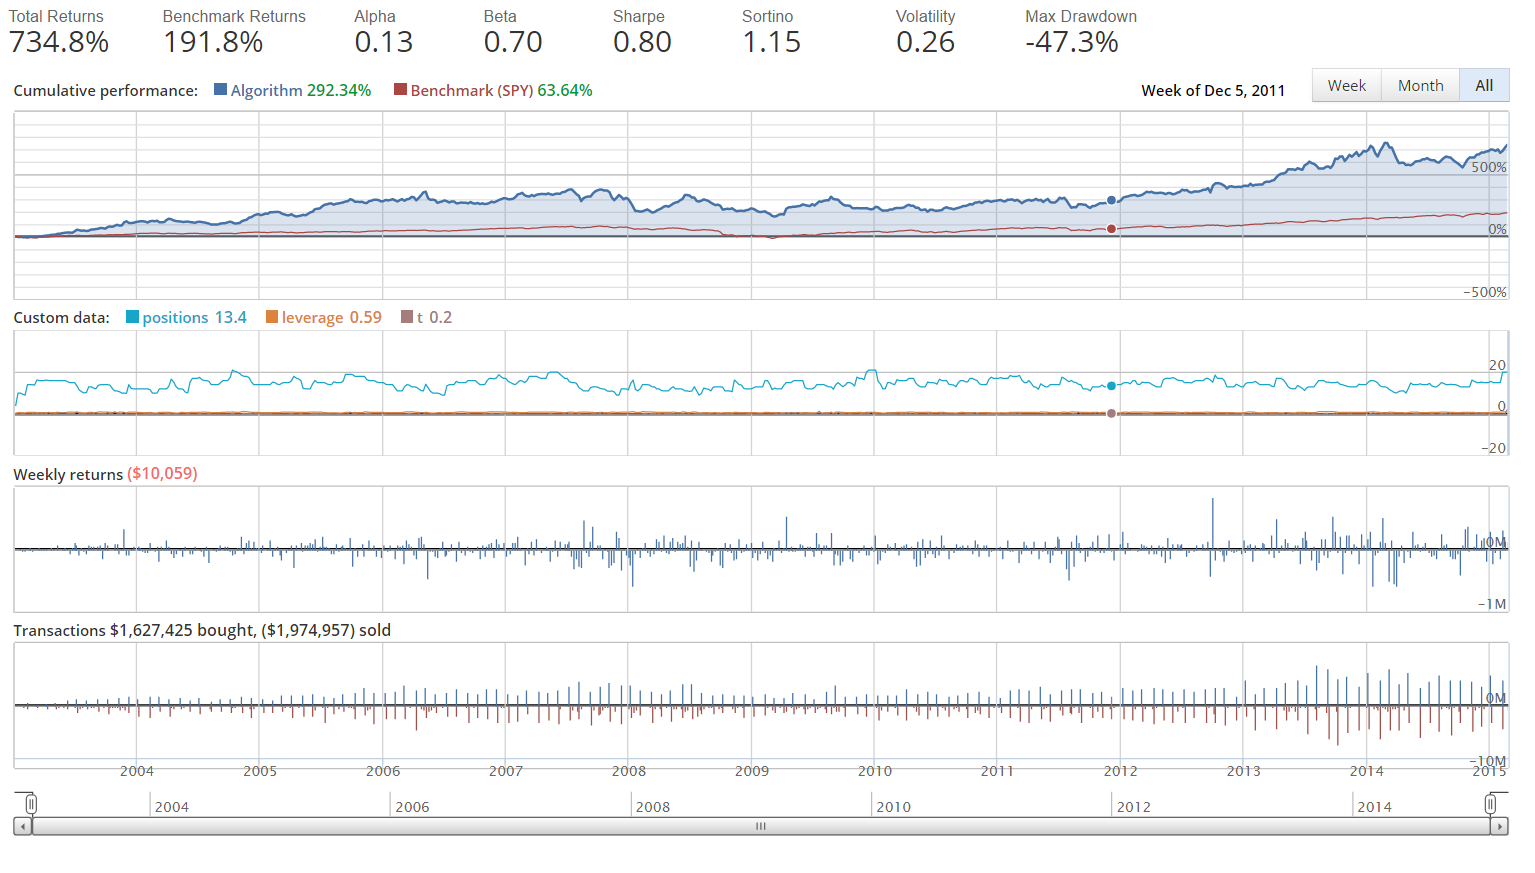 Total Returns Benchmark Returns Alpha Beta Sharpe Sortino Volatility Max Drawdown
734.8% 191.8% 0.13 0.70 0.80 1.15 0.26 -47.3%
Cumulative performance: Algorithm 292.34% Benchmark (SPY) 63.64% Week of Dec 5, 2011 Week Month All
500%
0%
−500%
Custom data: positions 13.4 leverage 0.59 t 0.2
20
0
−20
Weekly returns ($10,059)
0M
−1M
Transactions $1,627,425 bought, ($1,974,957) sold
0M
−10M
2004 2005 2006 2007 2008 2009 2010 2011 2012 2013 2014 2015
2004 2006 2008 2010 2012 2014